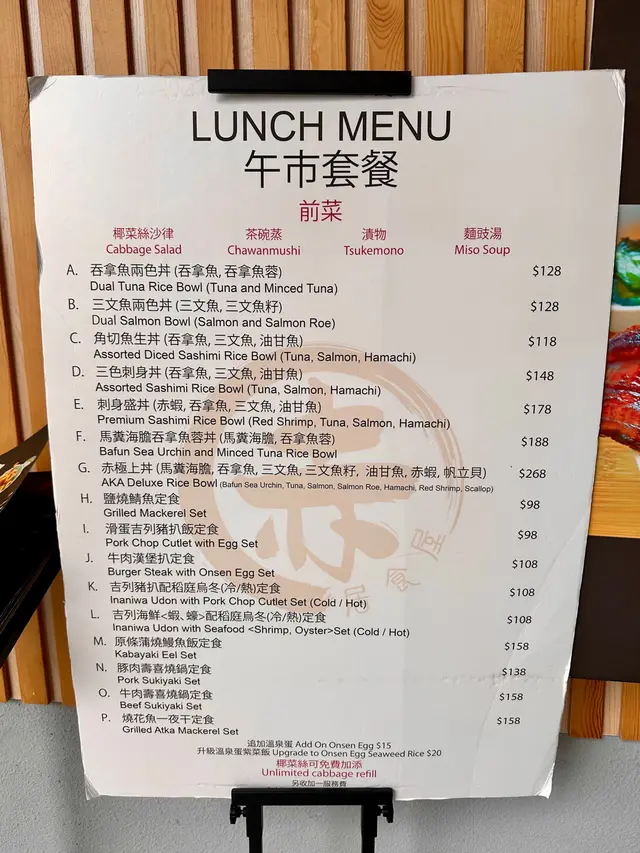 LUNCH MENU
午市套餐
前菜
椰菜絲沙律 茶碗蒸 漬物 麵豉湯
Cabbage Salad Chawanmushi Tsukemono Miso Soup
A. 吞拿魚兩色丼 (吞拿魚, 吞拿魚蓉) $128
Dual Tuna Rice Bowl (Tuna and Minced Tuna)
B. 三文魚兩色丼 (三文魚, 三文魚籽) $128
Dual Salmon Bowl (Salmon and Salmon Roe)
C. 角切魚生丼 (吞拿魚, 三文魚, 油甘魚) $118
Assorted Diced Sashimi Rice Bowl (Tuna, Salmon, Hamachi)
D. 三色刺身丼 (吞拿魚, 三文魚, 油甘魚) $148
Assorted Sashimi Rice Bowl (Tuna, Salmon, Hamachi)
E. 刺身盛丼 (赤蝦, 吞拿魚, 三文魚, 油甘魚) $178
Premium Sashimi Rice Bowl (Red Shrimp, Tuna, Salmon, Hamachi)
F. 馬糞海膽吞拿魚蓉丼 (馬糞海膽, 吞拿魚蓉) $188
Bafun Sea Urchin and Minced Tuna Rice Bowl
G. 赤極上丼 (馬糞海膽, 吞拿魚, 三文魚, 三文魚籽, 油甘魚, 赤蝦, 帆立貝) $268
AKA Deluxe Rice Bowl (Bafun Sea Urchin, Tuna, Salmon, Salmon Roe, Hamachi, Red Shrimp, Scallop)
H. 鹽燒鯖魚定食 $98
Grilled Mackerel Set
I. 滑蛋吉列豬扒飯定食 $98
Pork Chop Cutlet with Egg Set
J. 牛肉漢堡扒定食 $108
Burger Steak with Onsen Egg Set
K. 吉列豬扒配稻庭烏冬(冷/熱)定食 $108
Inaniwa Udon with Pork Chop Cutlet Set (Cold / Hot)
L. 吉列海鮮<蝦、蠔>配稻庭烏冬(冷/熱)定食 $108
Inaniwa Udon with Seafood <Shrimp, Oyster>Set (Cold / Hot)
M. 原條蒲燒鰻魚飯定食 $158
Kabayaki Eel Set
N. 豚肉壽喜燒鍋定食 $138
Pork Sukiyaki Set
O. 牛肉壽喜燒鍋定食 $158
Beef Sukiyaki Set
P. 燒花魚一夜干定食 $158
Grilled Atka Mackerel Set
追加溫泉蛋 Add On Onsen Egg $15
升級溫泉蛋紫菜飯 Upgrade to Onsen Egg Seaweed Rice $20
椰菜絲可免費加添
Unlimited cabbage refill
另收加一服務費
赤
居食屋